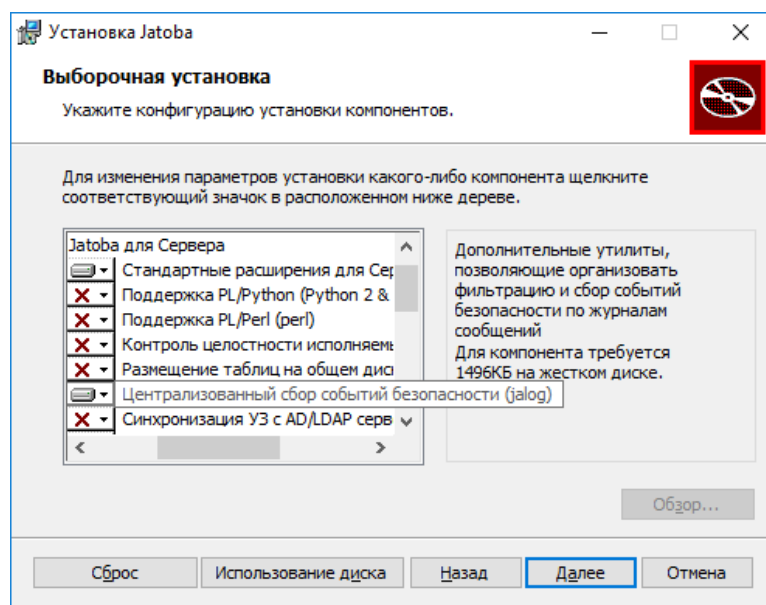 Установка Jatoba
Выборочная установка
Укажите конфигурацию установки компонентов.
Для изменения параметров установки какого-либо компонента щелкните
соответствующий значок в расположенном ниже дереве.
Jatoba для Сервера
Стандартные расширения для Сер
Поддержка PL/Python (Python 2 &
Поддержка PL/Perl (perl)
Контроль целостности исполняемь
Размещение таблиц на общем диск
Централизованный сбор событий безопасности (jalog)
Синхронизация УЗ с AD/LDAP серв
Дополнительные утилиты,
позволяющие организовать
фильтрацию и сбор событий
безопасности по журналам
сообщений
Для компонента требуется
1496КБ на жестком диске.
Обзор...
Сброс
Использование диска
Назад
Далее
Отмена